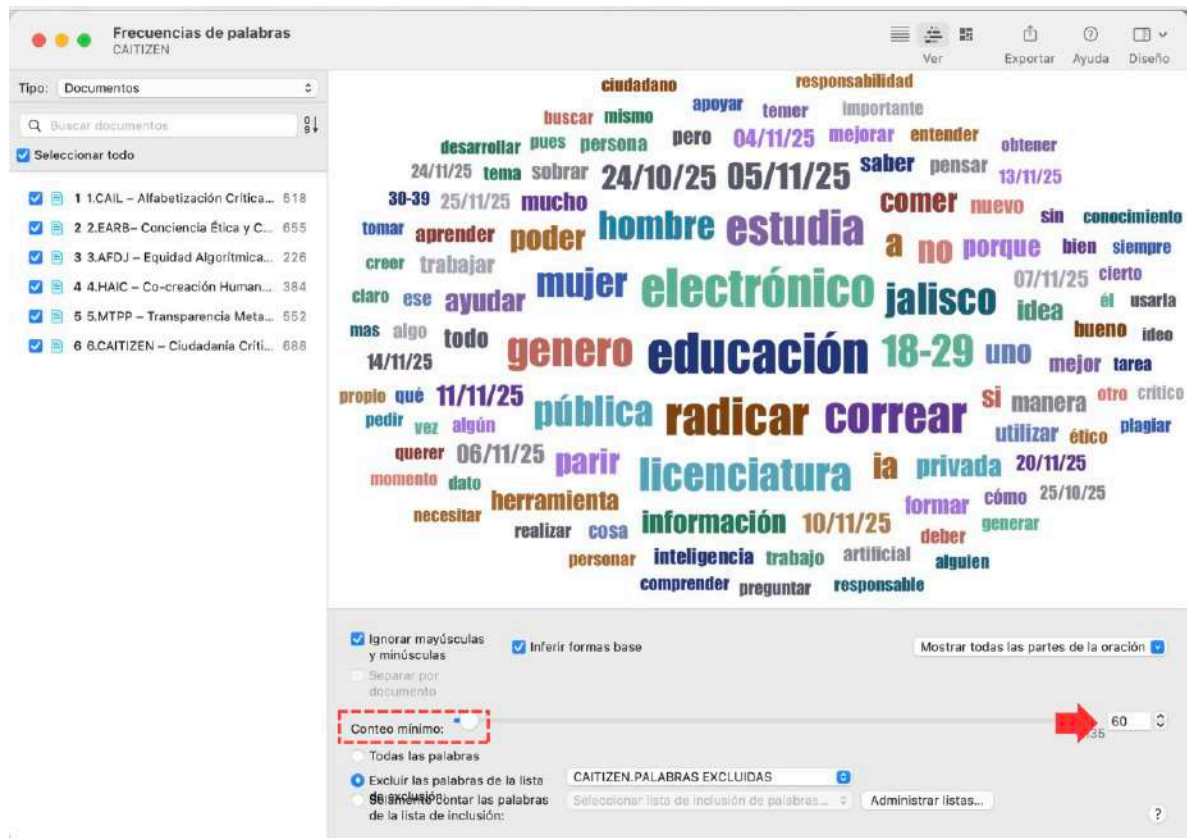 Frecuencias de palabras
CAITIZEN
Ver
Exportar
Ayuda
Diseño
Tipo: Documentos
Buscar documentos
Seleccionar todo
1 1.CAIL – Alfabetización Crítica... 518
2 2.EARB– Conciencia Ética y C... 655
3 3.AFDJ – Equidad Algorítmica... 226
4 4.HAIC – Co-creación Human... 384
5 5.MTPP – Transparencia Meta... 552
6 6.CAITIZEN – Ciudadanía Críti... 688
ciudadano responsabilidad
buscar mismo apoyar temer importante
desarrollar pues persona pero 04/11/25 mejorar entender obtener
24/11/25 tema sobrar 24/10/25 05/11/25 saber pensar 13/11/25
30-39 25/11/25 mucho comer nuevo sin conocimiento
tomar aprender poder hombre estudia a no porque bien siempre
creer trabajar 07/11/25 cierto
claro ese ayudar mujer electrónico jalisco idea él usarla
mas algo todo bueno ideo
14/11/25 genero educación 18-29 uno mejor tarea
propio qué 11/11/25 pública radicar correar si manera otro crítico
pedir vez algún utilizar ético plagiar
querer 06/11/25 parir licenciatura ia privada 20/11/25
momento dato herramienta formar cómo 25/10/25
necesitar realizar cosa información 10/11/25 deber generar
personar inteligencia trabajo artificial alguien
comprender preguntar responsable
Ignorar mayúsculas
y minúsculas
Inferir formas base
Mostrar todas las partes de la oración
Separar por
documento
Conteo mínimo:
60
Todas las palabras
Excluir las palabras de la lista
de exclusión:
CAITIZEN.PALABRAS EXCLUIDAS
Solamente contar las palabras
de la lista de inclusión:
Seleccionar lista de inclusión de palabras...
Administrar listas...
?